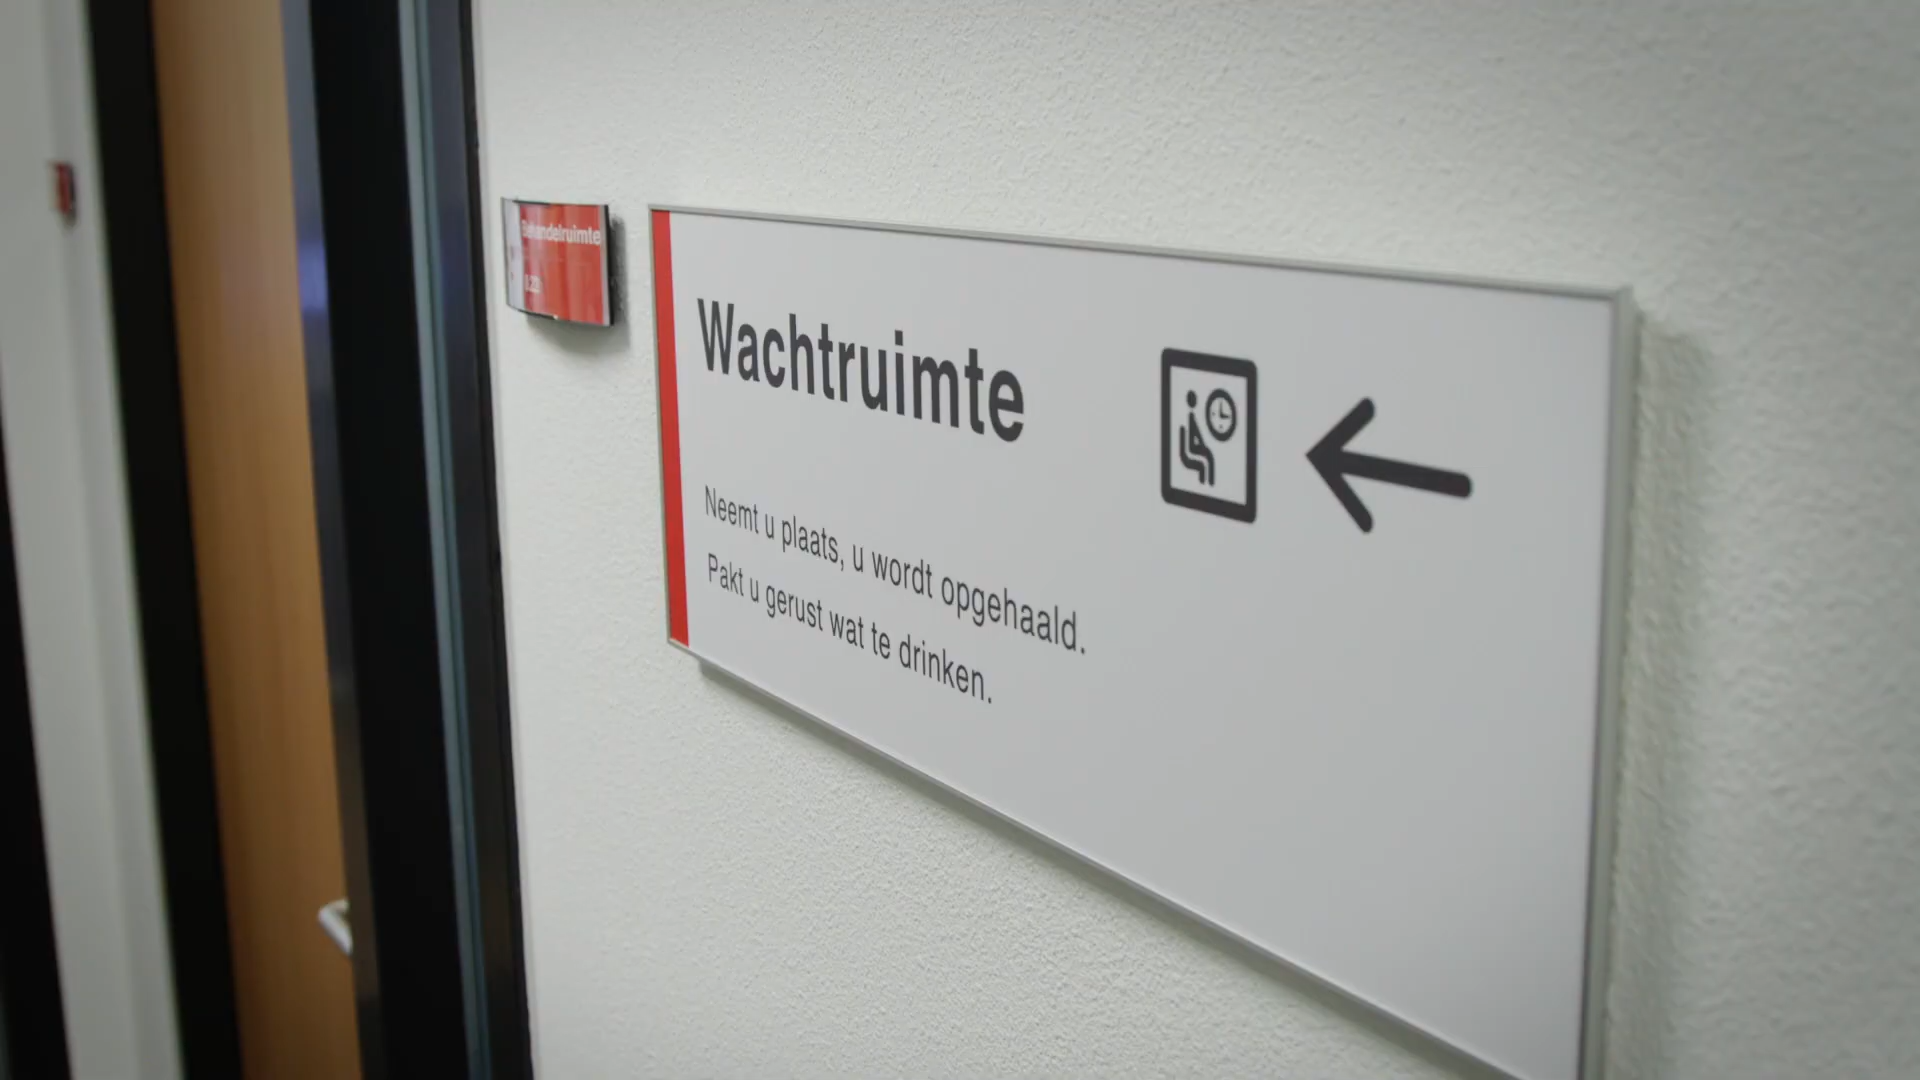 Behandelruimte
Wachtruimte
Neemt u plaats, u wordt opgehaald.
Pakt u gerust wat te drinken.